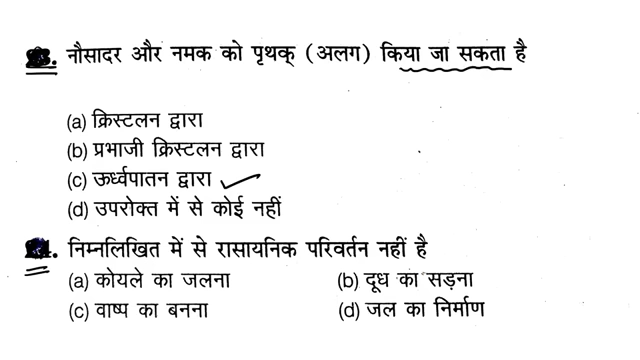 नौसादर और नमक को पृथक् (अलग) किया जा सकता है
(a) क्रिस्टलन द्वारा
(b) प्रभाजी क्रिस्टलन द्वारा
(c) ऊर्ध्वपातन द्वारा
(d) उपरोक्त में से कोई नहीं
निम्नलिखित में से रासायनिक परिवर्तन नहीं है
(a) कोयले का जलना (b) दूध का सड़ना
(c) वाष्प का बनना (d) जल का निर्माण